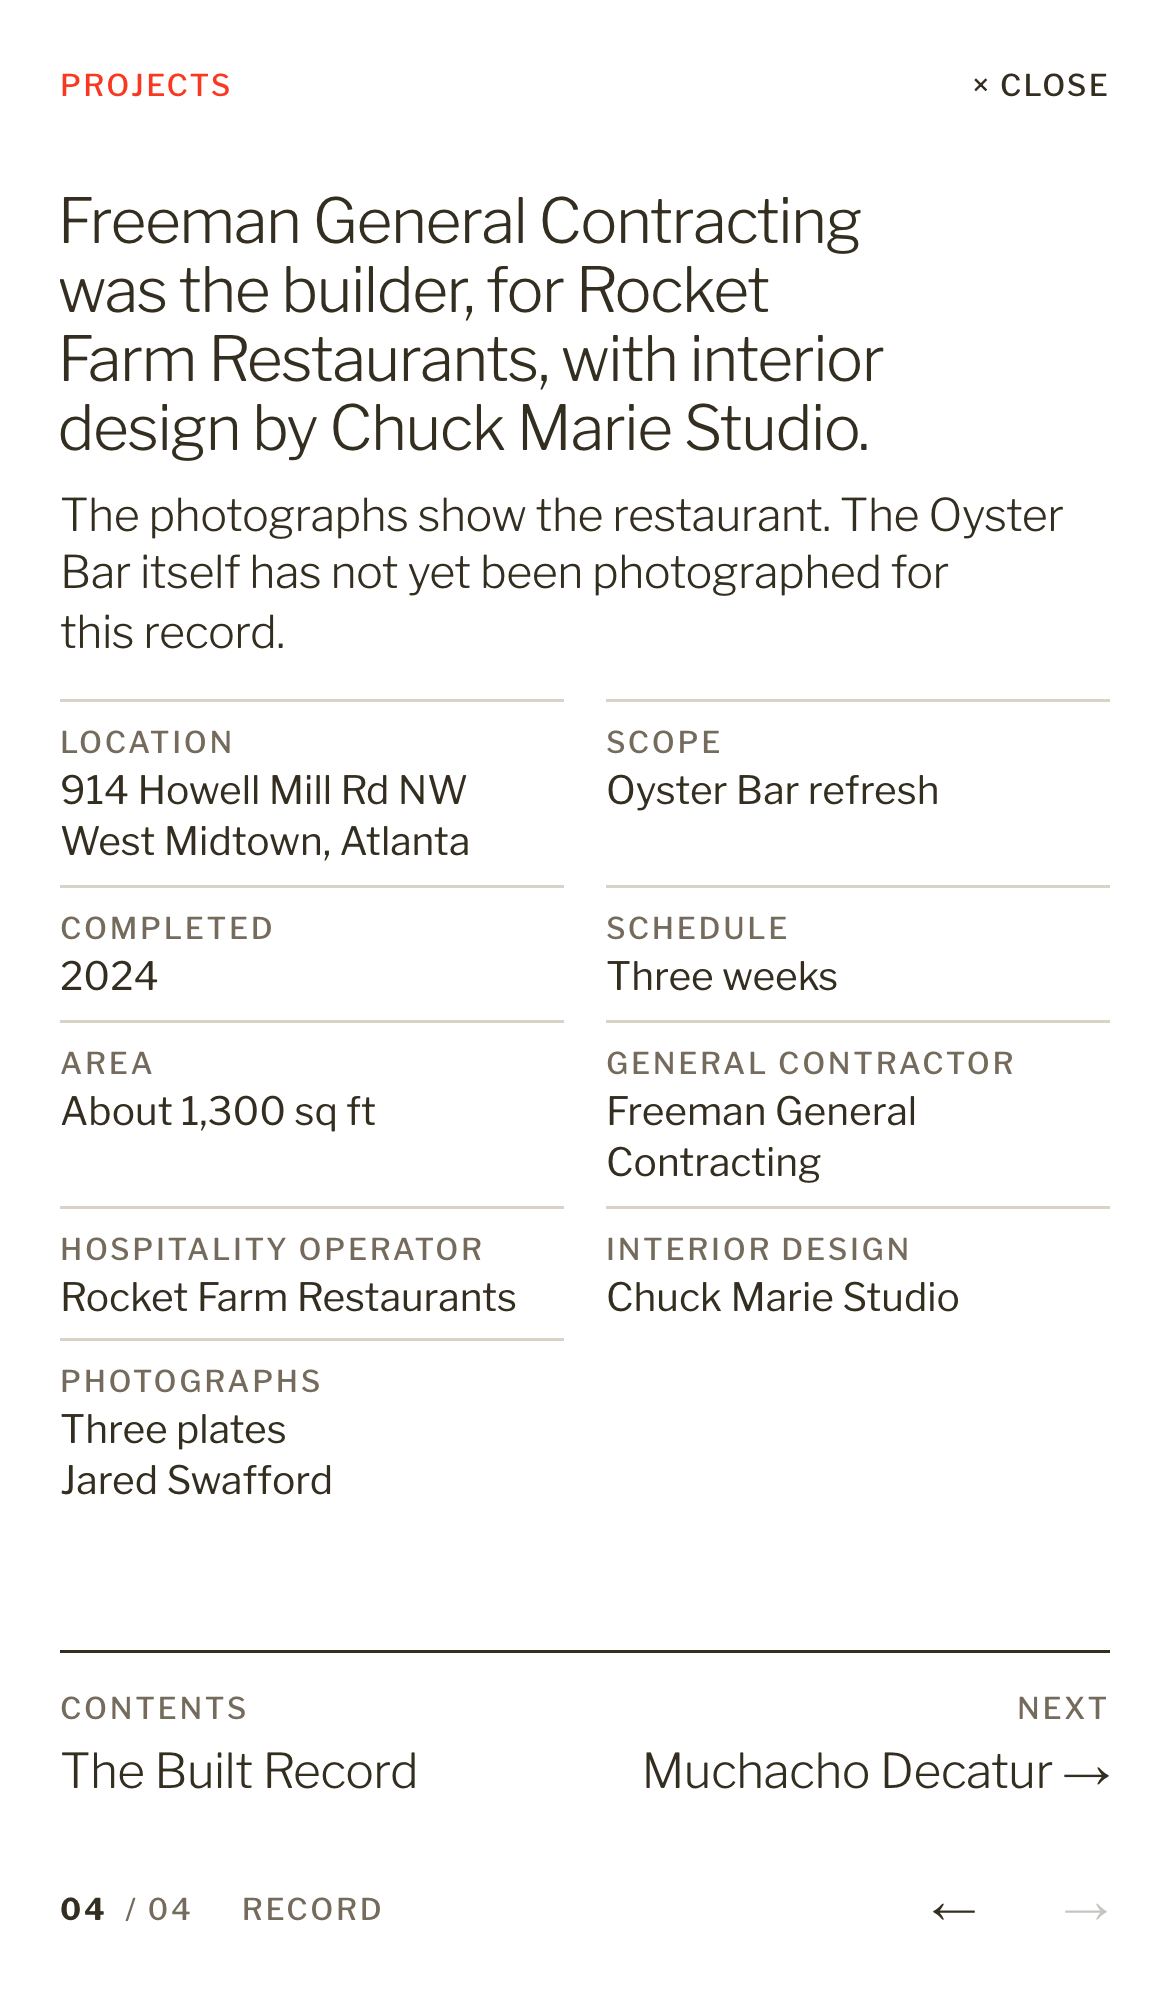 PROJECTS
× CLOSE
Freeman General Contracting
was the builder, for Rocket
Farm Restaurants, with interior
design by Chuck Marie Studio.
The photographs show the restaurant. The Oyster
Bar itself has not yet been photographed for
this record.
LOCATION
914 Howell Mill Rd NW
West Midtown, Atlanta
SCOPE
Oyster Bar refresh
COMPLETED
2024
SCHEDULE
Three weeks
AREA
About 1,300 sq ft
GENERAL CONTRACTOR
Freeman General
Contracting
HOSPITALITY OPERATOR
Rocket Farm Restaurants
INTERIOR DESIGN
Chuck Marie Studio
PHOTOGRAPHS
Three plates
Jared Swafford
CONTENTS
The Built Record
NEXT
Muchacho Decatur →
04 / 04 RECORD
← →